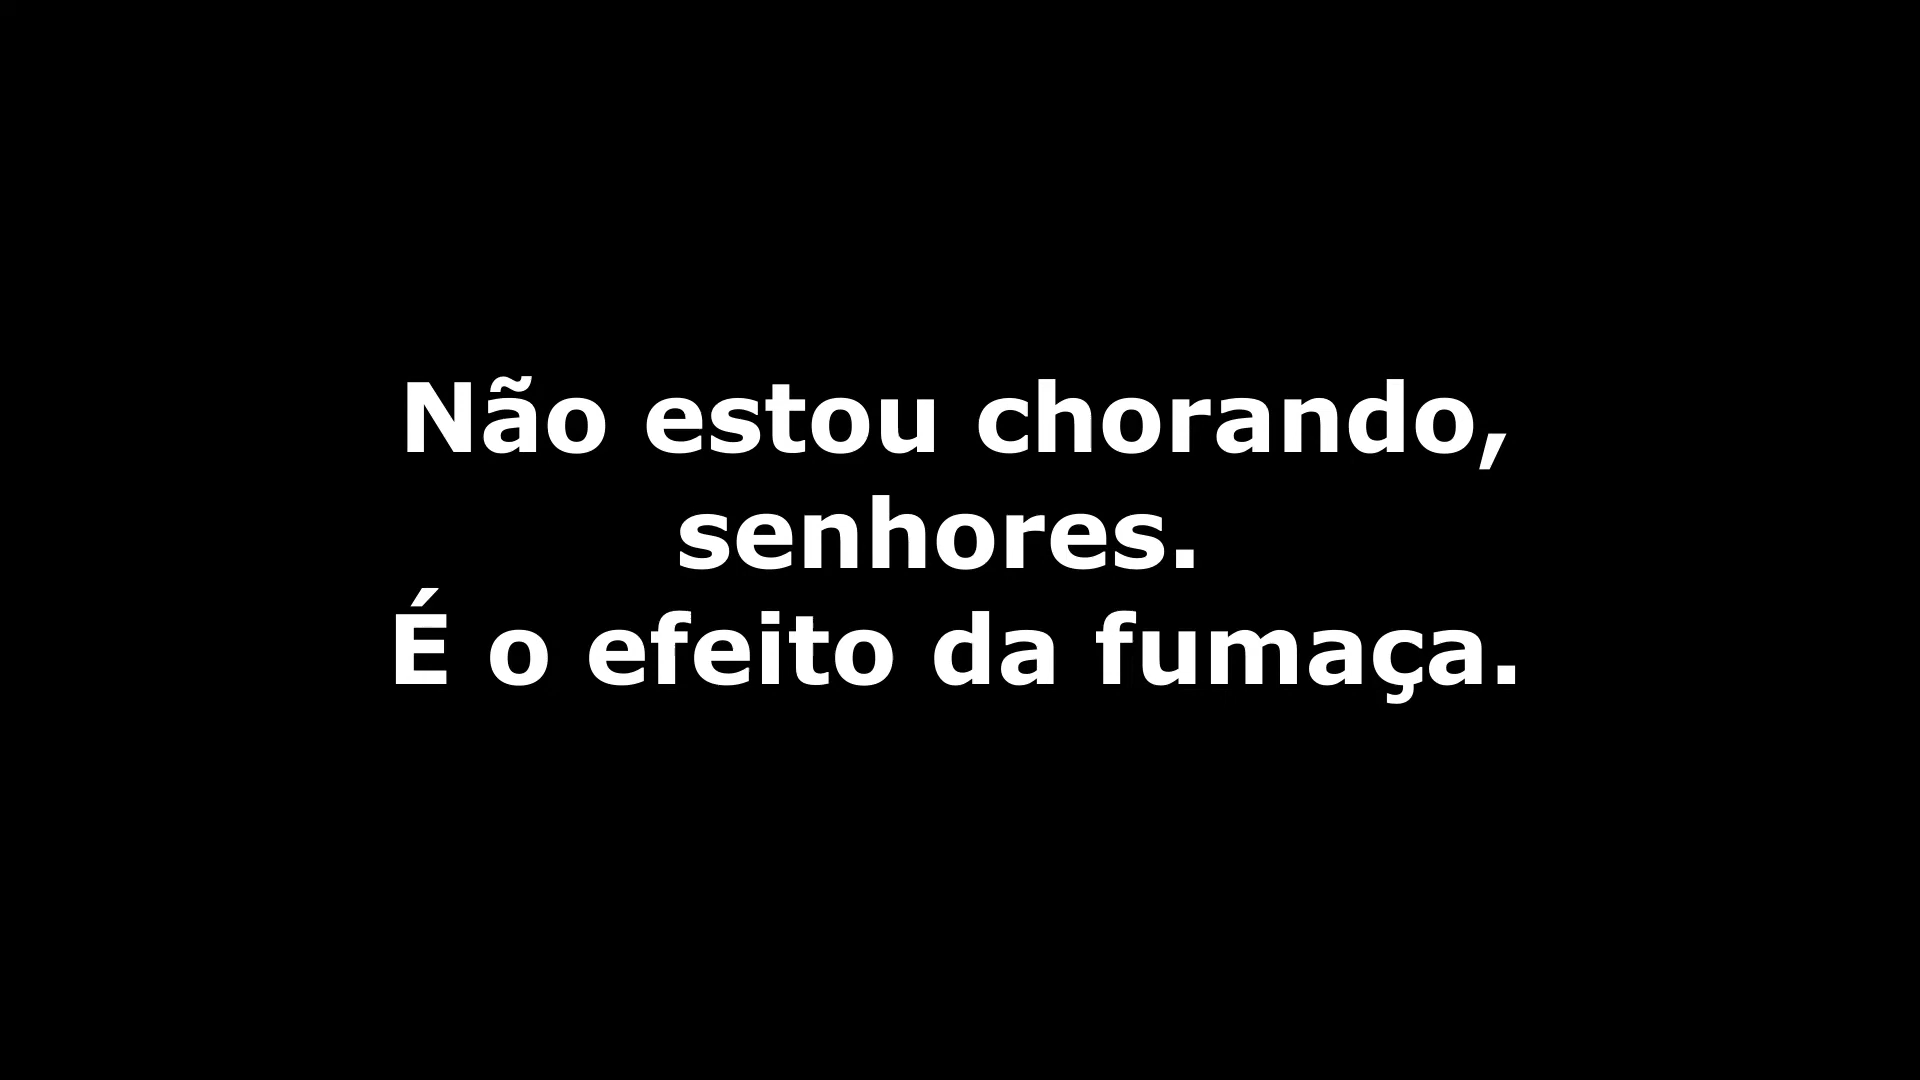 Não estou chorando,
senhores.
É o efeito da fumaça.